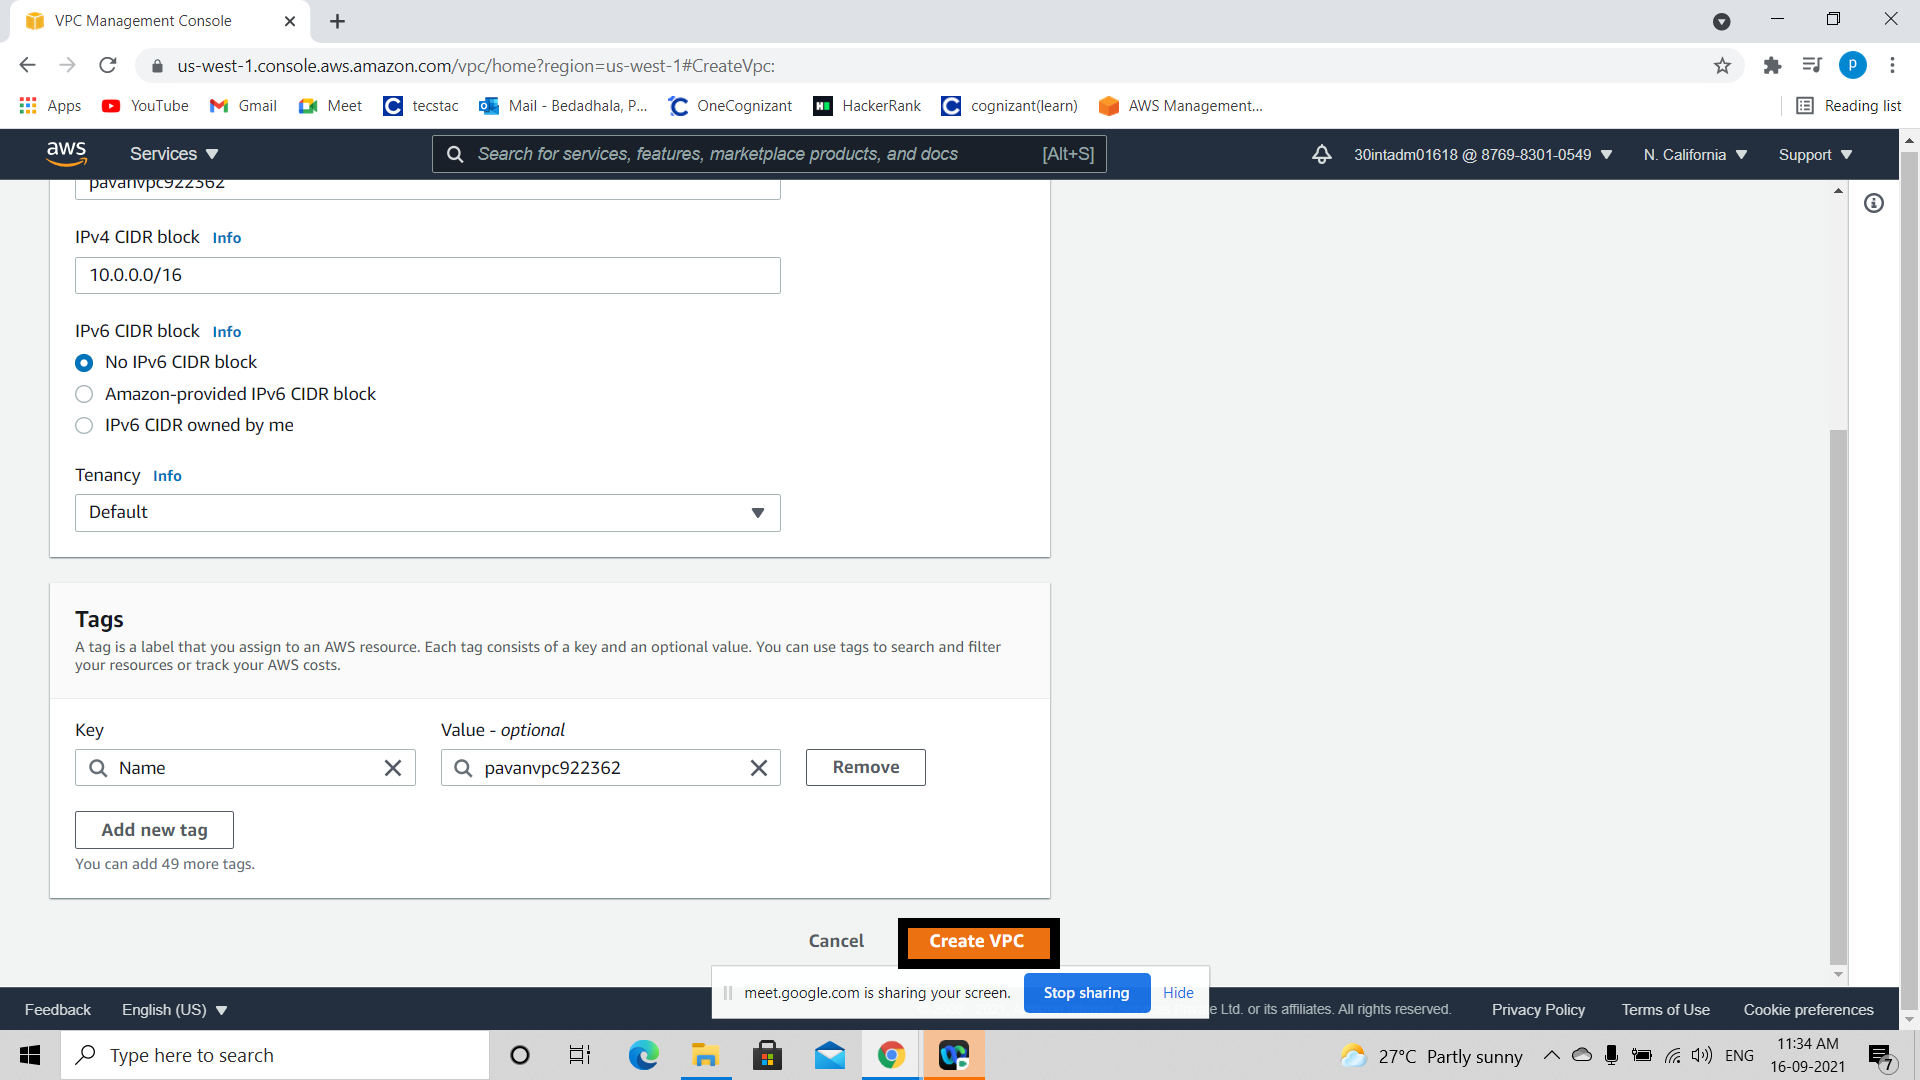 VPC Management Console
us-west-1.console.aws.amazon.com/vpc/home?region=us-west-1#CreateVpc:
P
Apps YouTube Gmail Meet tecstac Mail - Bedadhala, P... OneCognizant HackerRank cognizant(learn) AWS Management... Reading list
aws Services Search for services, features, marketplace products, and docs [Alt+S] 30intadm01618 @ 8769-8301-0549 N. California Support
pavanvpc922362
IPv4 CIDR block Info
10.0.0.0/16
IPv6 CIDR block Info
No IPv6 CIDR block
Amazon-provided IPv6 CIDR block
IPv6 CIDR owned by me
Tenancy Info
Default
Tags
A tag is a label that you assign to an AWS resource. Each tag consists of a key and an optional value. You can use tags to search and filter
your resources or track your AWS costs.
Key Value - optional
Name pavanvpc922362 Remove
Add new tag
You can add 49 more tags.
Cancel Create VPC
meet.google.com is sharing your screen. Stop sharing Hide
Feedback English (US) e Ltd. or its affiliates. All rights reserved. Privacy Policy Terms of Use Cookie preferences
Type here to search 27°C Partly sunny ENG 11:34 AM
16-09-2021 7